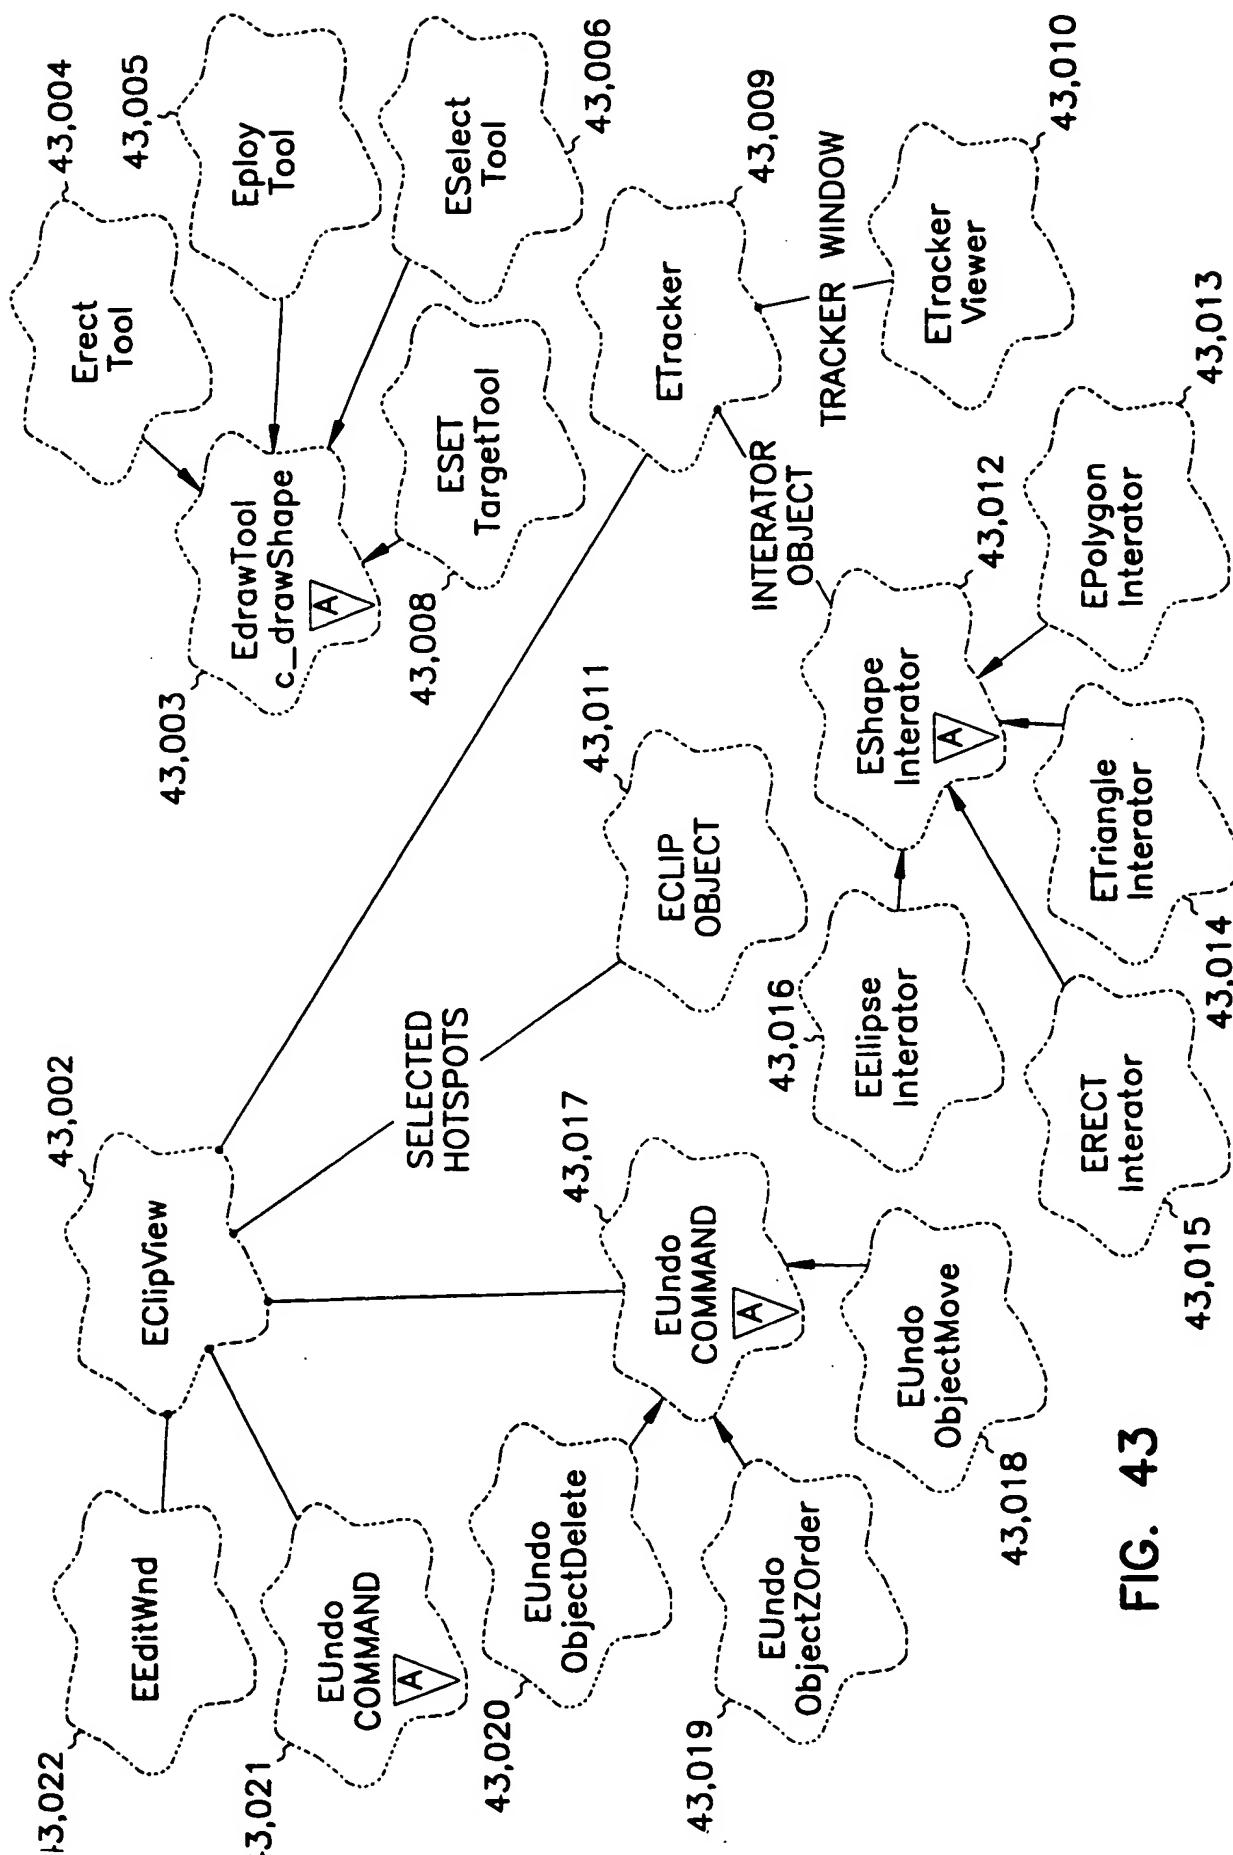 43,004
Erect
Tool
43,005
Eploy
Tool
43,003
EdrawTool
c_drawShape
A
ESelect
Tool
43,006
43,008
ESET
TargetTool
43,002
EClipView
ETracker
43,009
TRACKER WINDOW
ETracker
Viewer
43,010
INTERATOR
OBJECT
SELECTED
HOTSPOTS
43,011
ECLIP
OBJECT
43,012
EShape
Interator
A
43,013
EPolygon
Interator
ETriangle
Interator
43,014
ERECT
Interator
43,015
43,016
EEllipse
Interator
43,017
EUndo
COMMAND
A
EUndo
ObjectMove
43,018
EUndo
ObjectZOrder
43,019
EUndo
ObjectDelete
43,020
EUndo
COMMAND
A
3,021
EEditWnd
43,022
FIG. 43